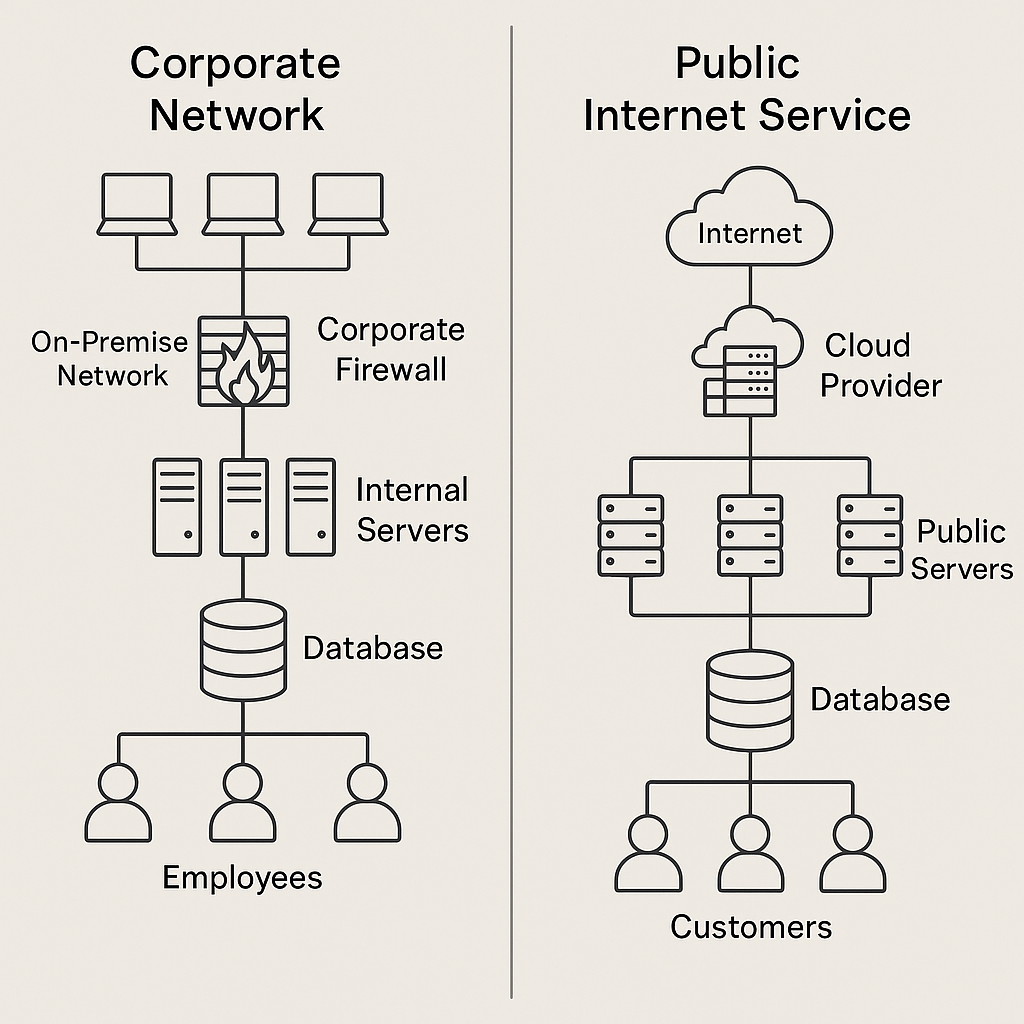 Corporate
Network
On-Premise
Network
Corporate
Firewall
Internal
Servers
Database
Employees
Public
Internet Service
Internet
Cloud
Provider
Public
Servers
Database
Customers